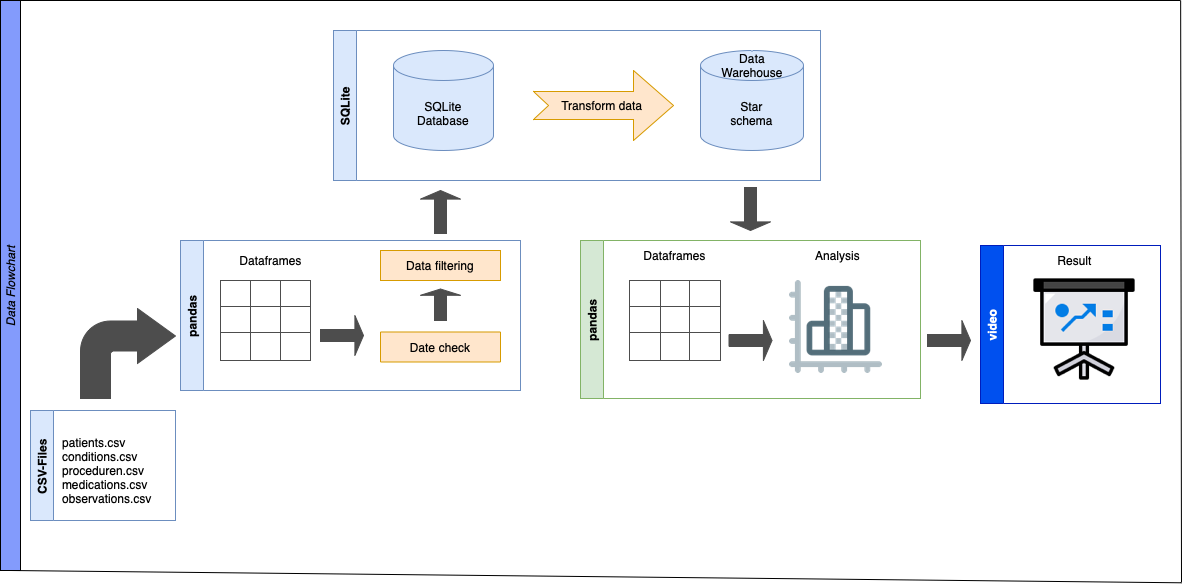 Data Flowchart
SQLite
SQLite
Database
Transform data
Data
Warehouse
Star
schema
pandas
Dataframes
Data filtering
Date check
pandas
Dataframes
Analysis
video
Result
CSV-Files
patients.csv
conditions.csv
proceduren.csv
medications.csv
observations.csv